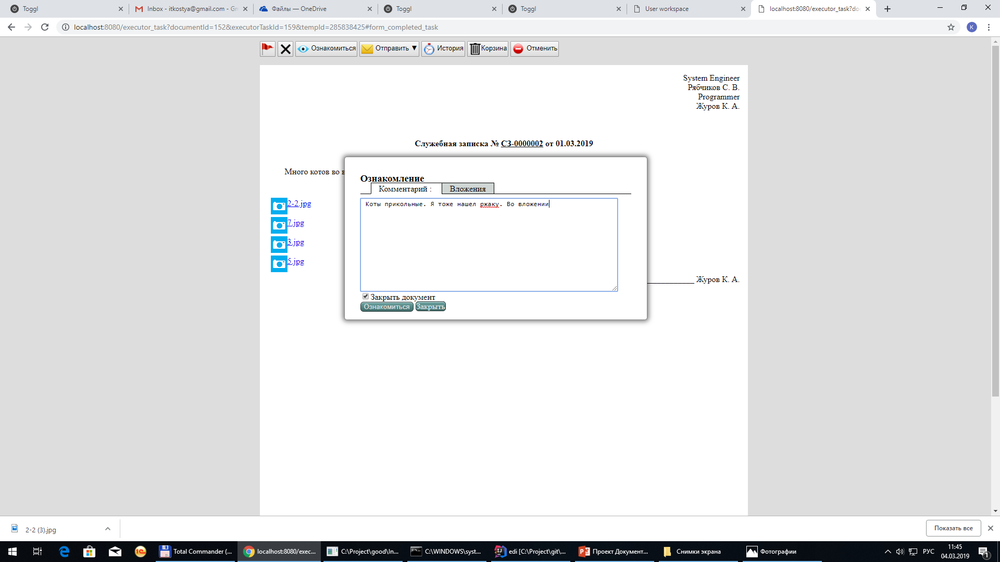 Toggl
Inbox - itkostya@gmail.com - Gm
Файлы — OneDrive
Toggl
Toggl
User workspace
localhost:8080/executor_task?do
localhost:8080/executor_task?documentId=152&executorTaskId=159&tempId=285838425#form_completed_task
K
Ознакомиться
Отправить ▼
История
Корзина
Отменить
System Engineer
Рябчиков С. В.
Programmer
Журов К. А.
Служебная записка № СЗ-0000002 от 01.03.2019
Много котов во в
Ознакомление
Комментарий :
Вложения
Коты прикольные. Я тоже нашел ржаку. Во вложении
2-2.jpg
7.jpg
3.jpg
5.jpg
Журов К. А.
Закрыть документ
Ознакомиться
Закрыть
2-2 (3).jpg
Показать все
Total Commander (...
localhost:8080/exec...
C:\Project\good\In...
C:\WINDOWS\syst...
edi [C:\Project\git\...
Проект Документ...
Снимки экрана
Фотографии
РУС
11:45
04.03.2019
1